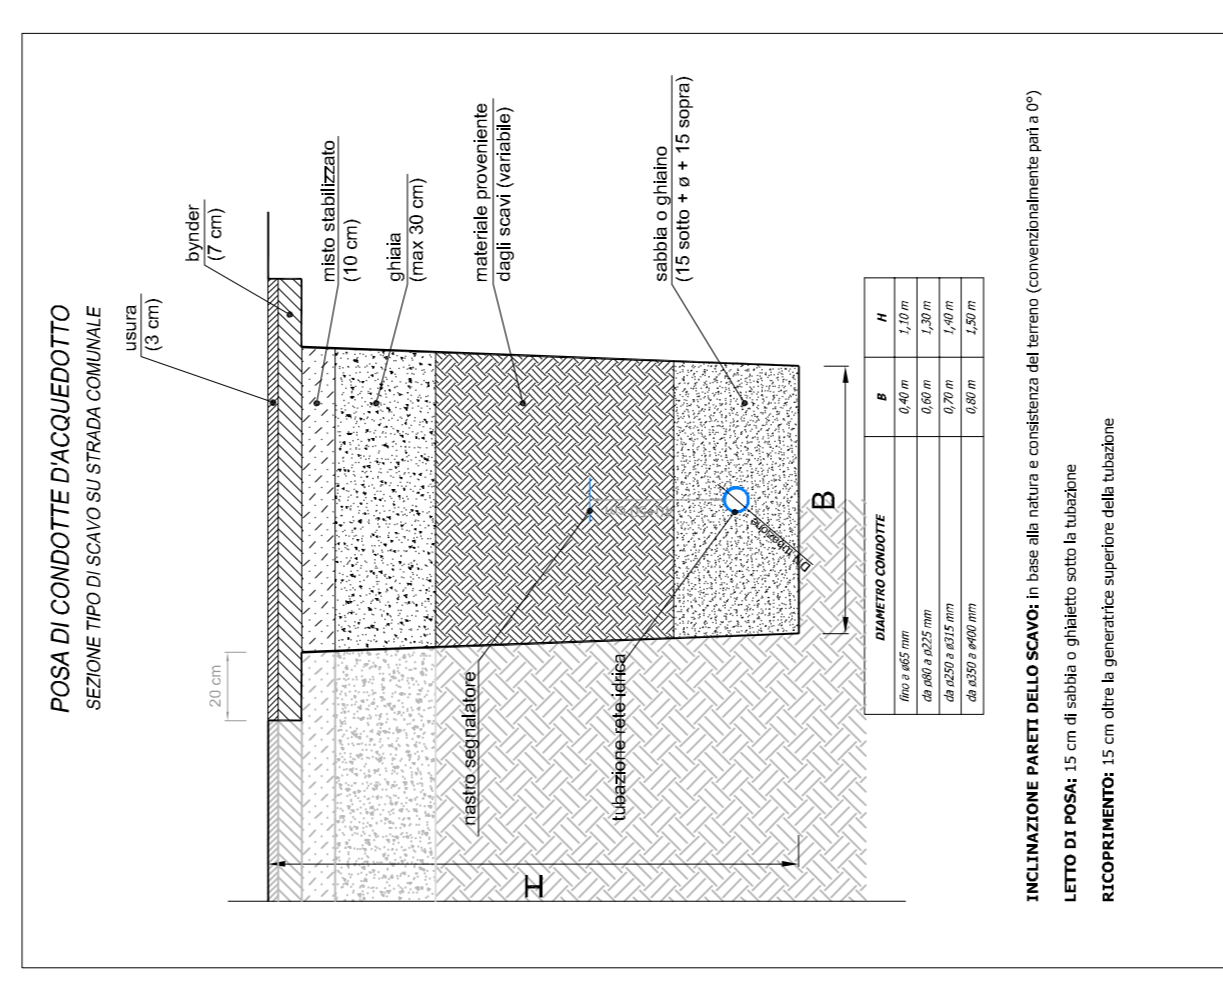 POSA DI CONDOTTE D'ACQUEDOTTO
SEZIONE TIPO DI SCAVO SU STRADA COMUNALE
usura
(3 cm)
bynder
(7 cm)
misto stabilizzato
(10 cm)
ghiaia
(max 30 cm)
materiale proveniente
dagli scavi (variabile)
sabbia o ghiaino
(15 sotto + ø + 15 sopra)
20 cm
nastro segnalatore
tubazione rete idrica
DN tubazione
H
B
DIAMETRO CONDOTTE B H
fino a ø65 mm 0,40 m 1,10 m
da ø80 a ø225 mm 0,60 m 1,30 m
da ø250 a ø315 mm 0,70 m 1,40 m
da ø350 a ø400 mm 0,80 m 1,50 m
INCLINAZIONE PARETI DELLO SCAVO: in base alla natura e consistenza del terreno (convenzionalmente pari a 0°)
LETTO DI POSA: 15 cm di sabbia o ghiaietto sotto la tubazione
RICOPRIMENTO: 15 cm oltre la generatrice superiore della tubazione